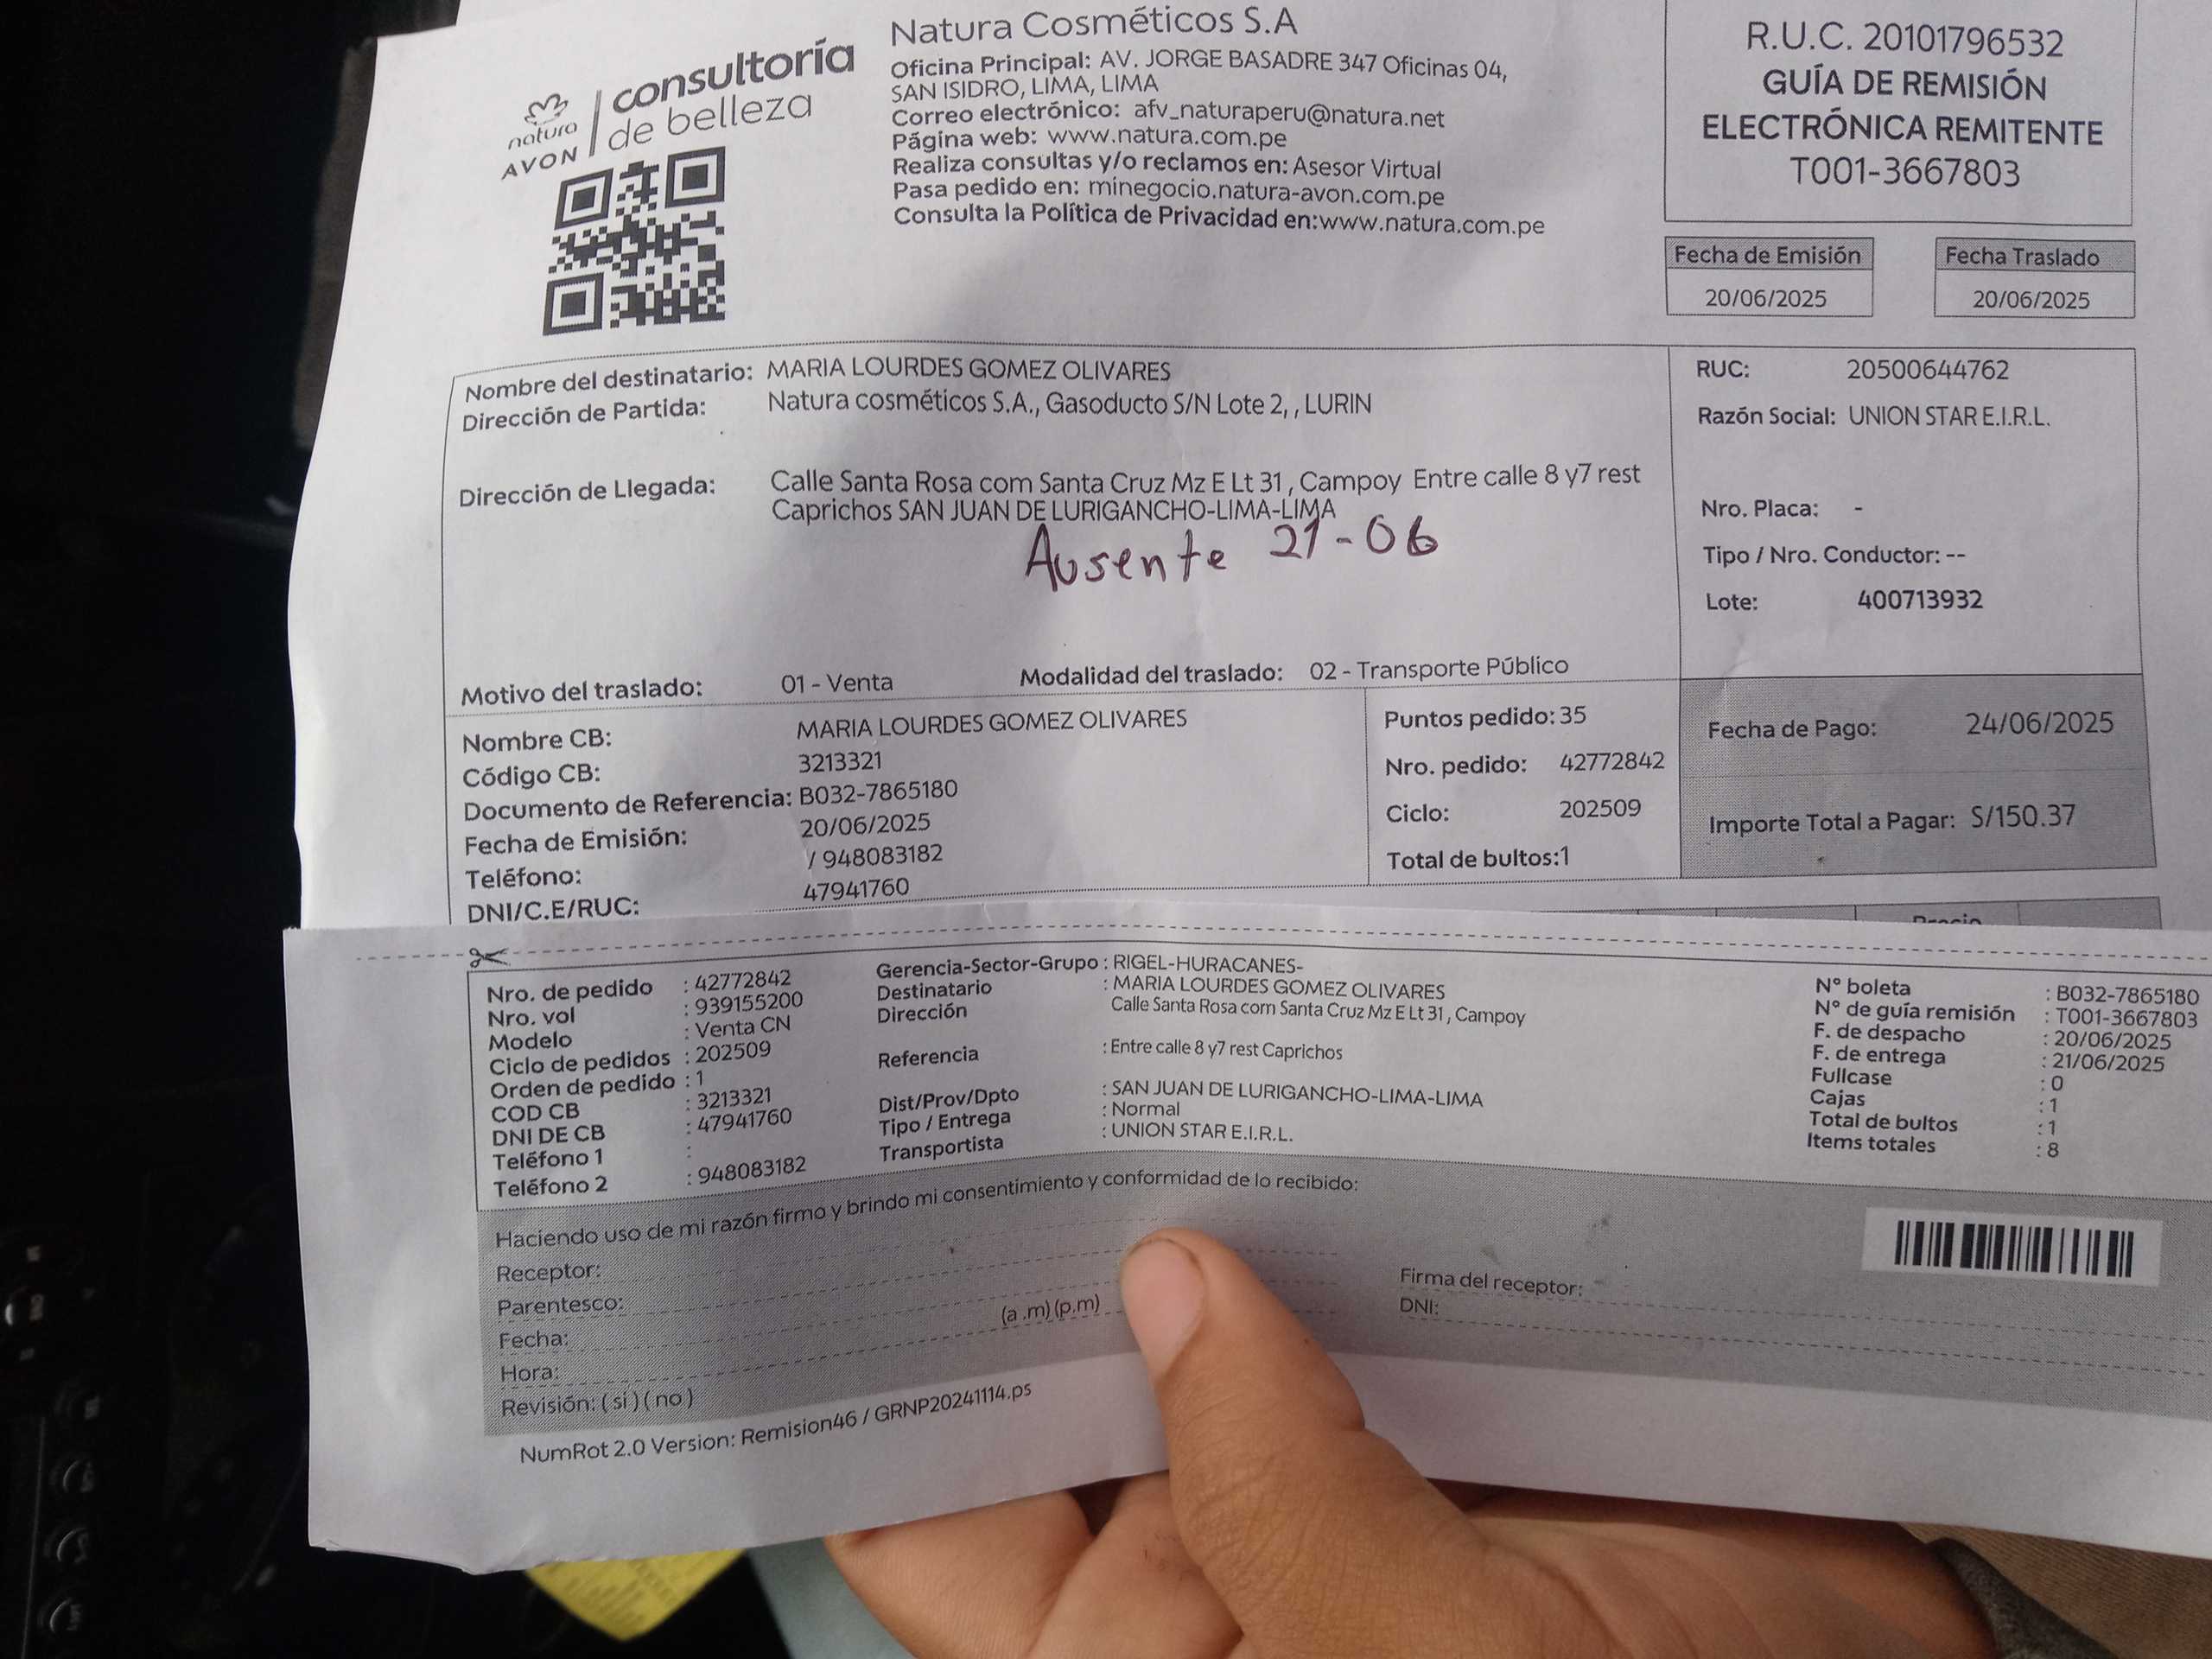 natura
AVON
consultoría
de belleza
Natura Cosméticos S.A
Oficina Principal: AV. JORGE BASADRE 347 Oficinas 04,
SAN ISIDRO, LIMA, LIMA
Correo electrónico: afv_naturaperu@natura.net
Página web: www.natura.com.pe
Realiza consultas y/o reclamos en: Asesor Virtual
Pasa pedido en: minegocio.natura-avon.com.pe
Consulta la Política de Privacidad en:www.natura.com.pe
R.U.C. 20101796532
GUÍA DE REMISIÓN
ELECTRÓNICA REMITENTE
T001-3667803
Fecha de Emisión
20/06/2025
Fecha Traslado
20/06/2025
Nombre del destinatario: MARIA LOURDES GOMEZ OLIVARES
Dirección de Partida: Natura cosméticos S.A., Gasoducto S/N Lote 2, , LURIN
Dirección de Llegada: Calle Santa Rosa com Santa Cruz Mz E Lt 31 , Campoy Entre calle 8 y7 rest
Caprichos SAN JUAN DE LURIGANCHO-LIMA-LIMA
Ausente 21-06
Motivo del traslado: 01 - Venta Modalidad del traslado: 02 - Transporte Público
RUC: 20500644762
Razón Social: UNION STAR E.I.R.L.
Nro. Placa: -
Tipo / Nro. Conductor: --
Lote: 400713932
Nombre CB: MARIA LOURDES GOMEZ OLIVARES
Código CB: 3213321
Documento de Referencia: B032-7865180
Fecha de Emisión: 20/06/2025
Teléfono: / 948083182
DNI/C.E/RUC: 47941760
Puntos pedido: 35
Nro. pedido: 42772842
Ciclo: 202509
Total de bultos:1
Fecha de Pago: 24/06/2025
Importe Total a Pagar: S/150.37
Precio
Nro. de pedido : 42772842
Nro. vol : 939155200
Modelo : Venta CN
Ciclo de pedidos : 202509
Orden de pedido : 1
COD CB : 3213321
DNI DE CB : 47941760
Teléfono 1 :
Teléfono 2 : 948083182
Gerencia-Sector-Grupo : RIGEL-HURACANES-
Destinatario : MARIA LOURDES GOMEZ OLIVARES
Dirección Calle Santa Rosa com Santa Cruz Mz E Lt 31 , Campoy
Referencia : Entre calle 8 y7 rest Caprichos
Dist/Prov/Dpto : SAN JUAN DE LURIGANCHO-LIMA-LIMA
Tipo / Entrega : Normal
Transportista : UNION STAR E.I.R.L.
N° boleta : B032-7865180
N° de guía remisión : T001-3667803
F. de despacho : 20/06/2025
F. de entrega : 21/06/2025
Fullcase : 0
Cajas : 1
Total de bultos : 1
Items totales : 8
Haciendo uso de mi razón firmo y brindo mi consentimiento y conformidad de lo recibido:
Receptor:
Parentesco:
Fecha:
Hora: (a .m) (p.m)
Revisión: ( si ) ( no )
Firma del receptor:
DNI:
NumRot 2.0 Version: Remision46 / GRNP20241114.ps